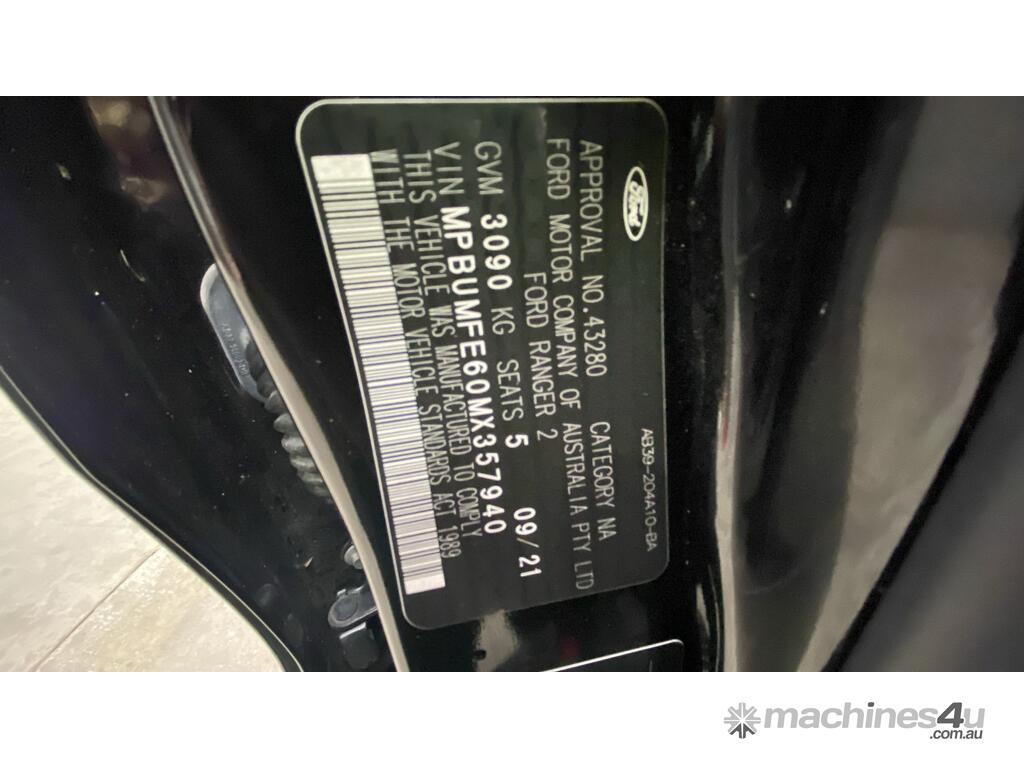 Ford
AB39-204A10-BA
APPROVAL NO.43280 CATEGORY NA
FORD MOTOR COMPANY OF AUSTRALIA PTY LTD
FORD RANGER 2
09/21
GVM 3090 KG SEATS 5
VIN MPBUMFE60MX357940
THIS VEHICLE WAS MANUFACTURED TO COMPLY
WITH THE MOTOR VEHICLE STANDARDS ACT 1989
machines4u
.com.au